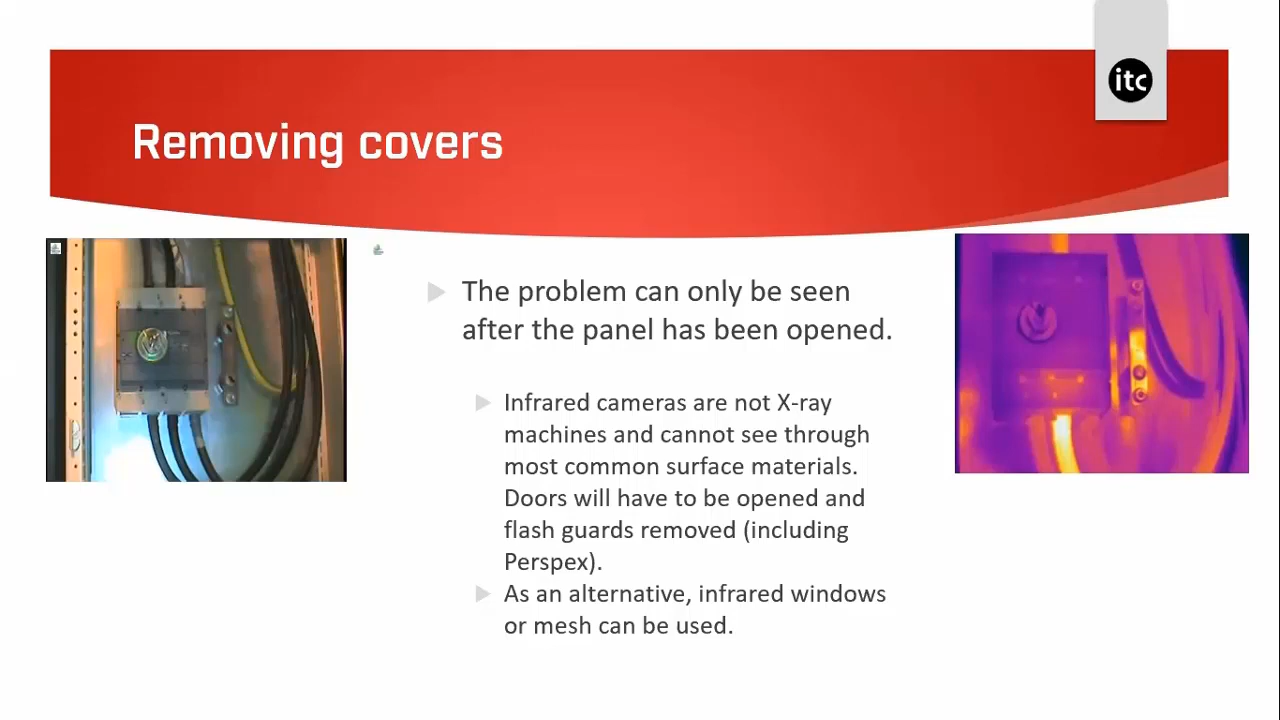 itc
Removing covers
The problem can only be seen
after the panel has been opened.
Infrared cameras are not X-ray
machines and cannot see through
most common surface materials.
Doors will have to be opened and
flash guards removed (including
Perspex).
As an alternative, infrared windows
or mesh can be used.